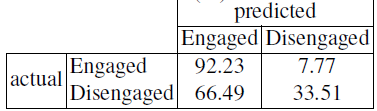 predicted
Engaged Disengaged
actual Engaged 92.23 7.77
Disengaged 66.49 33.51